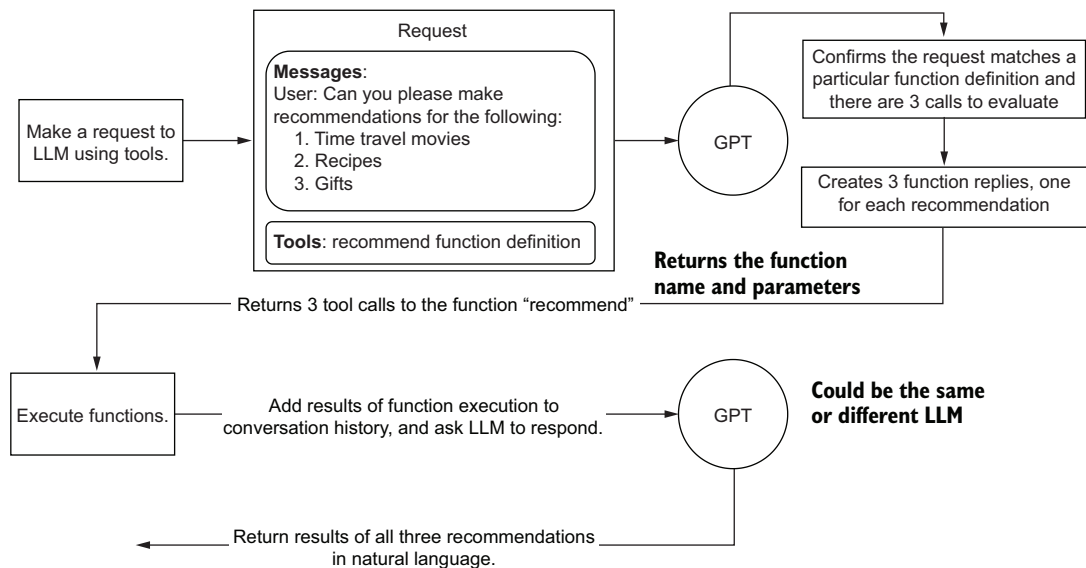 Make a request to
LLM using tools.
Request
Messages:
User: Can you please make
recommendations for the following:
1. Time travel movies
2. Recipes
3. Gifts
Tools: recommend function definition
GPT
Confirms the request matches a
particular function definition and
there are 3 calls to evaluate
Creates 3 function replies, one
for each recommendation
Returns the function
name and parameters
Returns 3 tool calls to the function “recommend”
Execute functions.
Add results of function execution to
conversation history, and ask LLM to respond.
GPT
Could be the same
or different LLM
Return results of all three recommendations
in natural language.